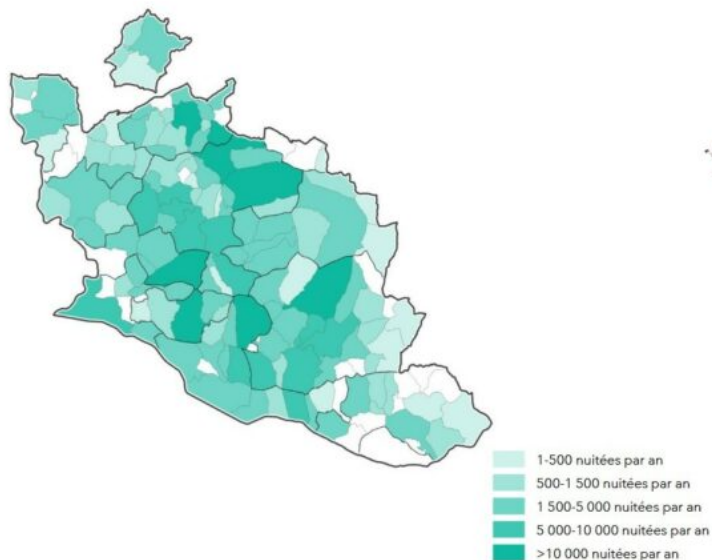 1-500 nuitées par an
500-1 500 nuitées par an
1 500-5 000 nuitées par an
5 000-10 000 nuitées par an
>10 000 nuitées par an